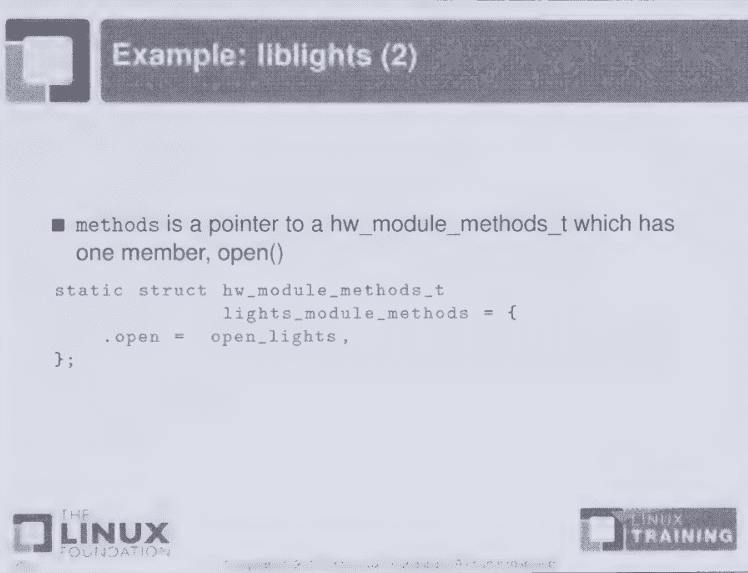 Example: liblights (2)
methods is a pointer to a hw_module_methods_t which has
one member, open()
static struct hw_module_methods_t
lights_module_methods = {
.open = open_lights,
};
THE
LINUX
FOUNDATION
LINUX
TRAINING